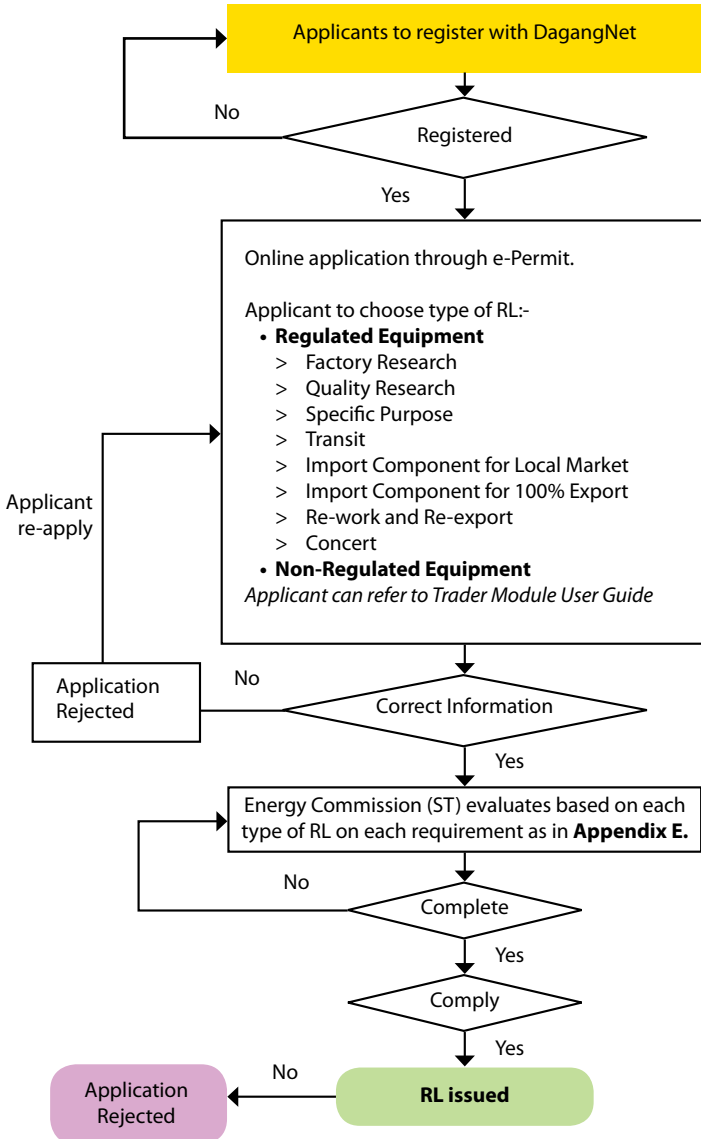 Applicants to register with DagangNet
No
Registered
Yes
Online application through e-Permit.
Applicant to choose type of RL:-
• Regulated Equipment
> Factory Research
> Quality Research
> Specific Purpose
> Transit
> Import Component for Local Market
> Import Component for 100% Export
> Re-work and Re-export
> Concert
• Non-Regulated Equipment
Applicant can refer to Trader Module User Guide
Applicant
re-apply
Application
Rejected
No
Correct Information
Yes
Energy Commission (ST) evaluates based on each
type of RL on each requirement as in Appendix E.
No
Complete
Yes
Comply
Yes
No
RL issued
Application
Rejected